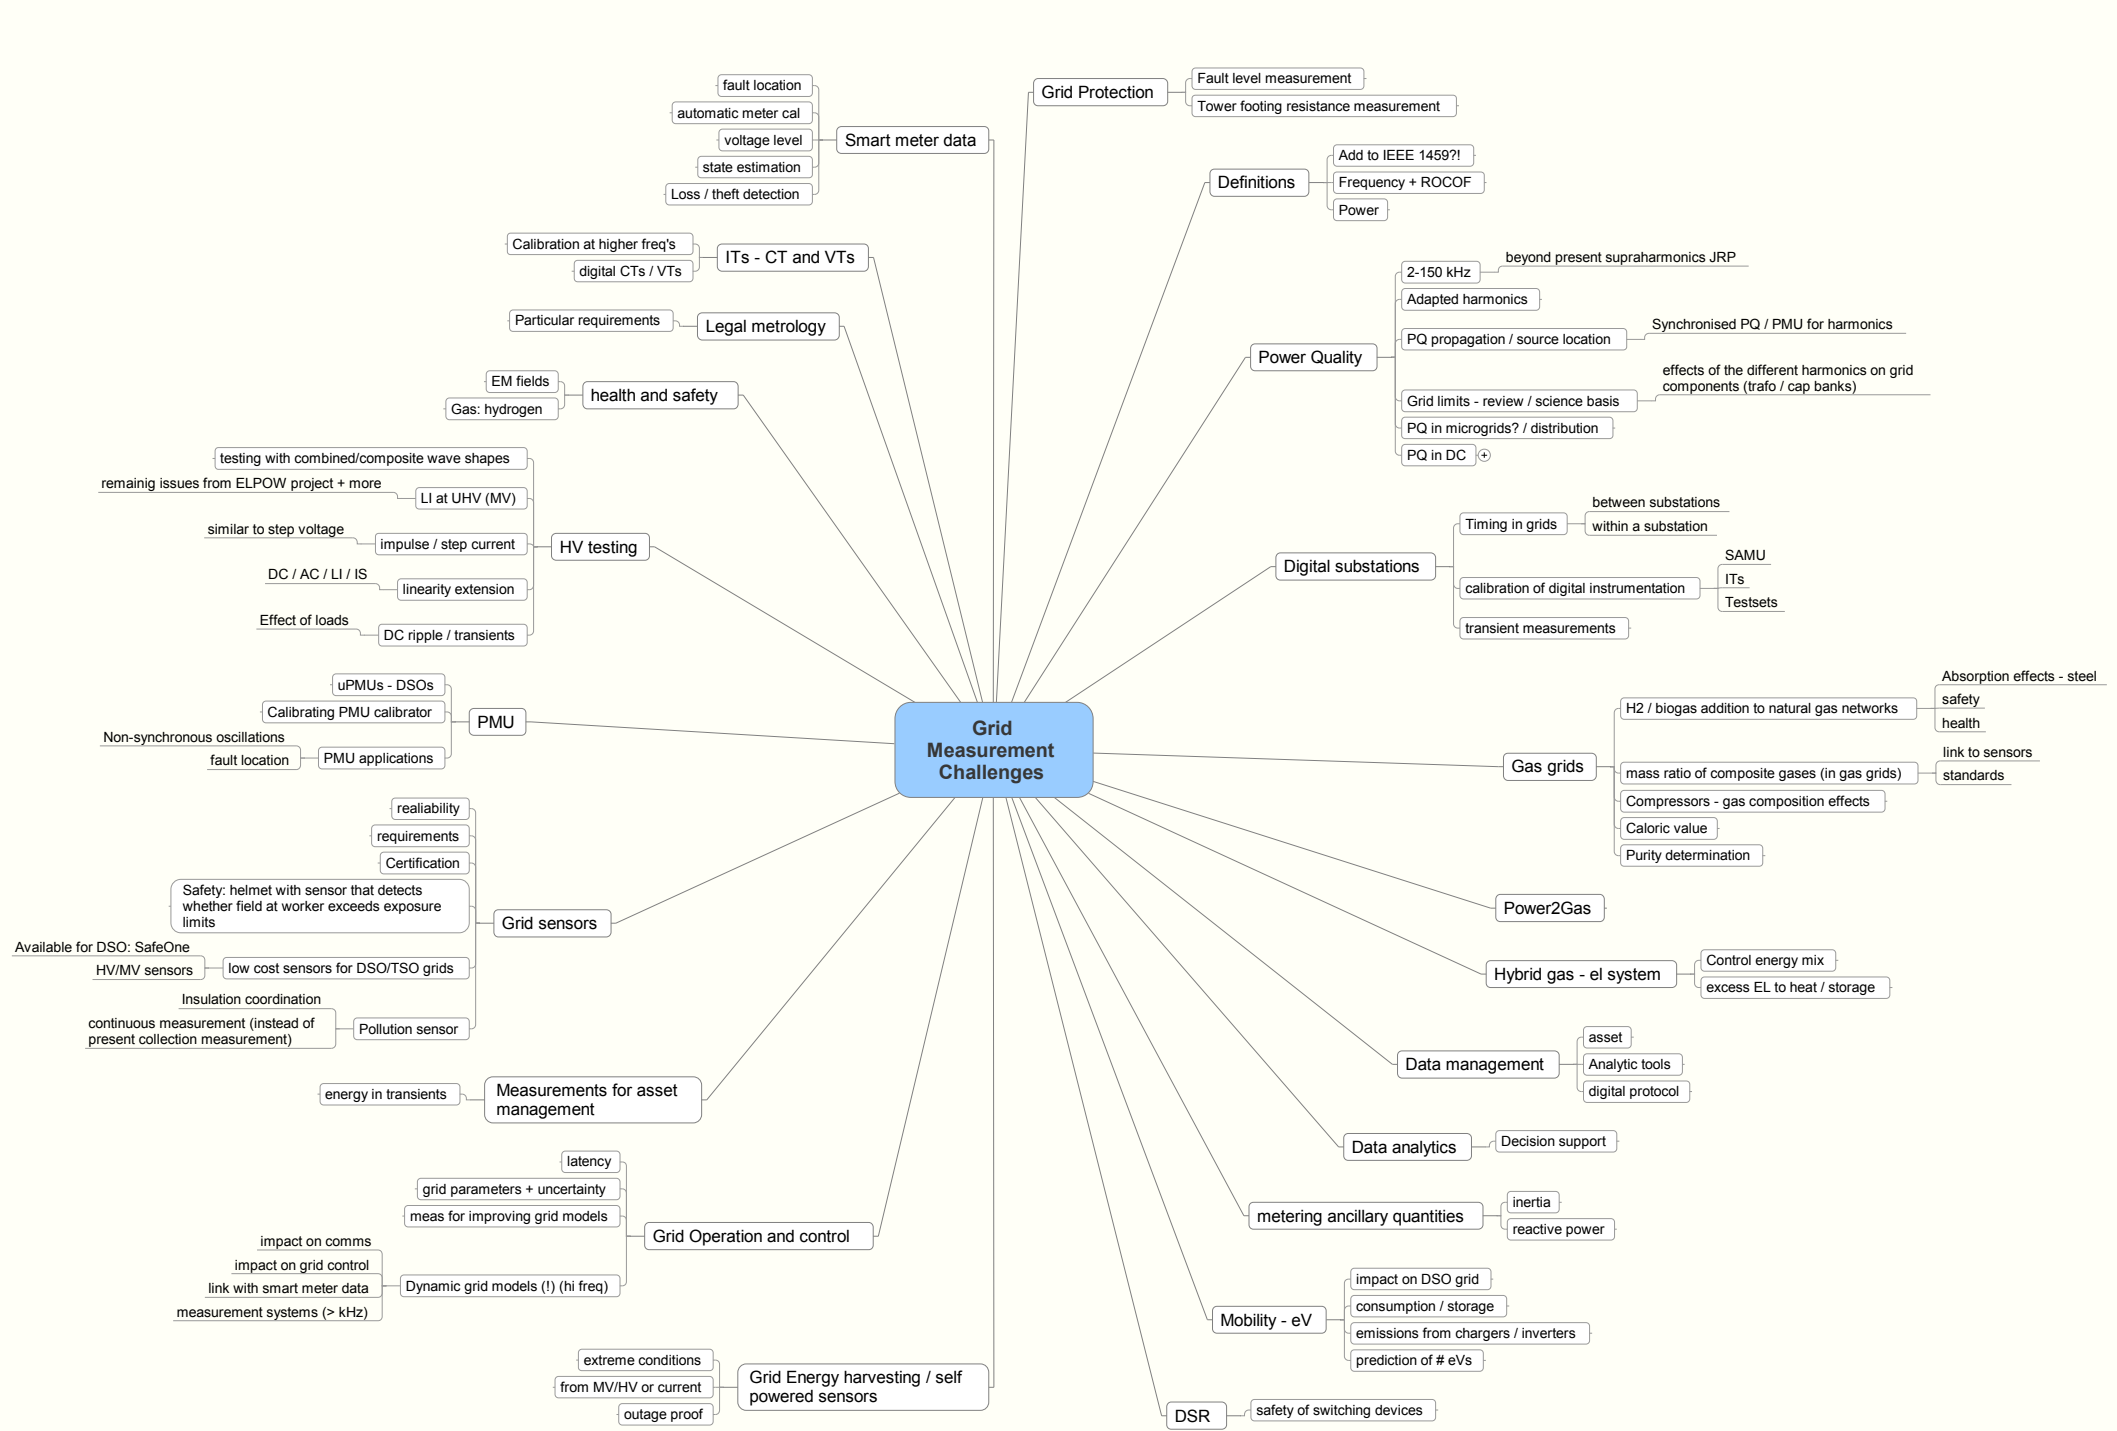 Grid
Measurement
Challenges
Grid Protection
Fault level measurement
Tower footing resistance measurement
Definitions
Add to IEEE 1459?!
Frequency + ROCOF
Power
Power Quality
2-150 kHz
beyond present supraharmonics JRP
Adapted harmonics
PQ propagation / source location
Synchronised PQ / PMU for harmonics
Grid limits - review / science basis
effects of the different harmonics on grid
components (trafo / cap banks)
PQ in microgrids? / distribution
PQ in DC
+
Digital substations
Timing in grids
between substations
within a substation
calibration of digital instrumentation
SAMU
ITs
Testsets
transient measurements
Gas grids
H2 / biogas addition to natural gas networks
Absorption effects - steel
safety
health
mass ratio of composite gases (in gas grids)
link to sensors
standards
Compressors - gas composition effects
Caloric value
Purity determination
Power2Gas
Hybrid gas - el system
Control energy mix
excess EL to heat / storage
Data management
asset
Analytic tools
digital protocol
Data analytics
Decision support
metering ancillary quantities
inertia
reactive power
Mobility - eV
impact on DSO grid
consumption / storage
emissions from chargers / inverters
prediction of # eVs
DSR
safety of switching devices
Smart meter data
fault location
automatic meter cal
voltage level
state estimation
Loss / theft detection
ITs - CT and VTs
Calibration at higher freq's
digital CTs / VTs
Legal metrology
Particular requirements
health and safety
EM fields
Gas: hydrogen
HV testing
testing with combined/composite wave shapes
LI at UHV (MV)
remainig issues from ELPOW project + more
impulse / step current
similar to step voltage
linearity extension
DC / AC / LI / IS
DC ripple / transients
Effect of loads
PMU
uPMUs - DSOs
Calibrating PMU calibrator
PMU applications
Non-synchronous oscillations
fault location
Grid sensors
realiability
requirements
Certification
Safety: helmet with sensor that detects
whether field at worker exceeds exposure
limits
low cost sensors for DSO/TSO grids
Available for DSO: SafeOne
HV/MV sensors
Pollution sensor
Insulation coordination
continuous measurement (instead of
present collection measurement)
Measurements for asset
management
energy in transients
Grid Operation and control
latency
grid parameters + uncertainty
meas for improving grid models
Dynamic grid models (!) (hi freq)
impact on comms
impact on grid control
link with smart meter data
measurement systems (> kHz)
Grid Energy harvesting / self
powered sensors
extreme conditions
from MV/HV or current
outage proof